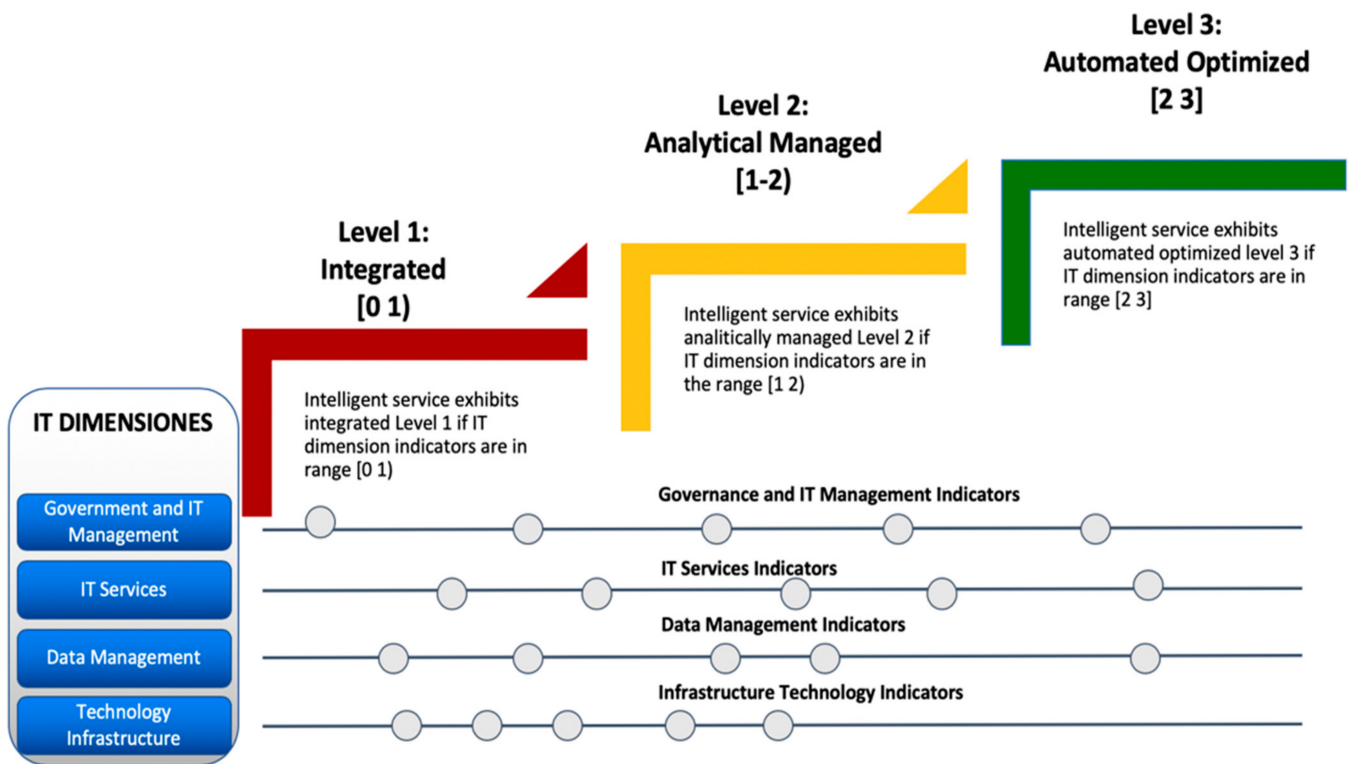 Level 3:
Automated Optimized
[2 3]
Level 2:
Analytical Managed
[1-2)
Level 1:
Integrated
[0 1)
Intelligent service exhibits
automated optimized level 3 if
IT dimension indicators are in
range [2 3]
Intelligent service exhibits
analitically managed Level 2 if
IT dimension indicators are in
the range [1 2)
Intelligent service exhibits
integrated Level 1 if IT
dimension indicators are in
range [0 1)
IT DIMENSIONES
Government and IT
Management
IT Services
Data Management
Technology
Infrastructure
Governance and IT Management Indicators
IT Services Indicators
Data Management Indicators
Infrastructure Technology Indicators